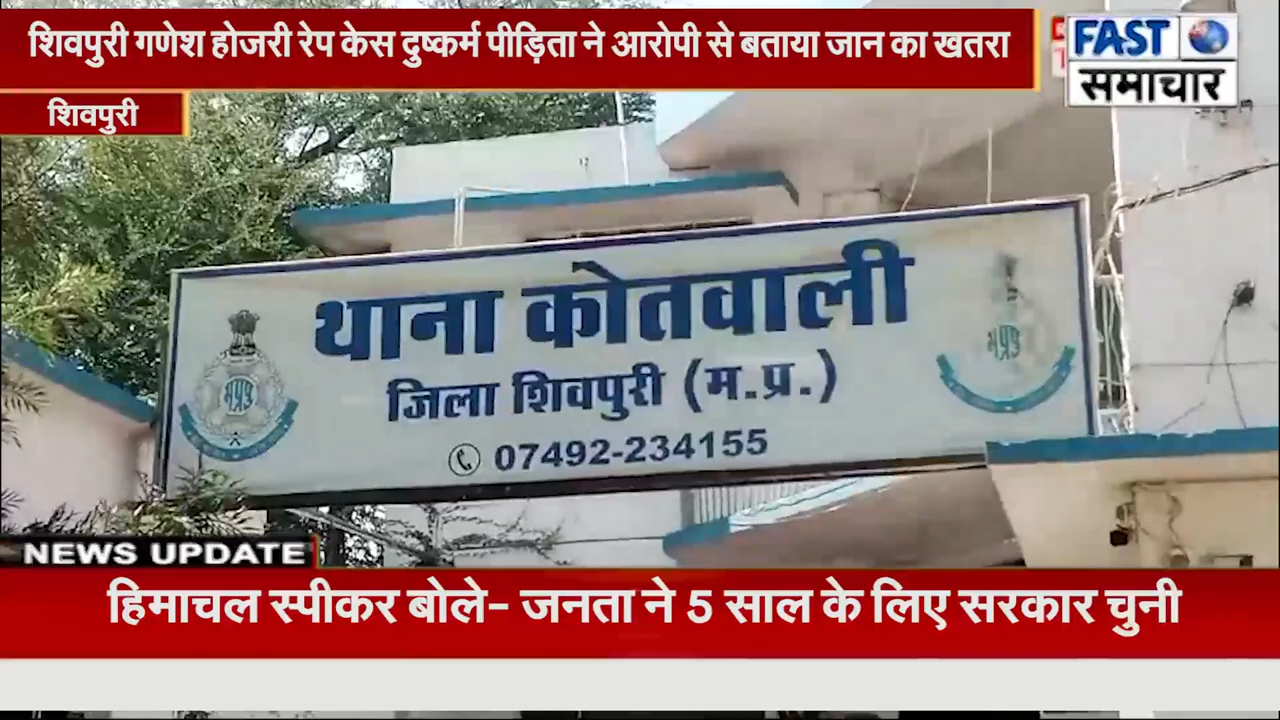 शिवपुरी गणेश होजरी रेप केस दुष्कर्म पीड़िता ने आरोपी से बताया जान का खतरा
FAST
समाचार
शिवपुरी
थाना कोतवाली
जिला शिवपुरी (म.प्र.)
07492-234155
NEWS UPDATE
हिमाचल स्पीकर बोले- जनता ने 5 साल के लिए सरकार चुनी